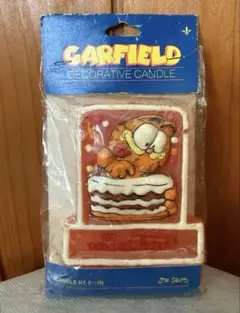 GARFIELD
DECORATIVE CANDLE
CANDLE HT 3½ IN
JIM DAVIS